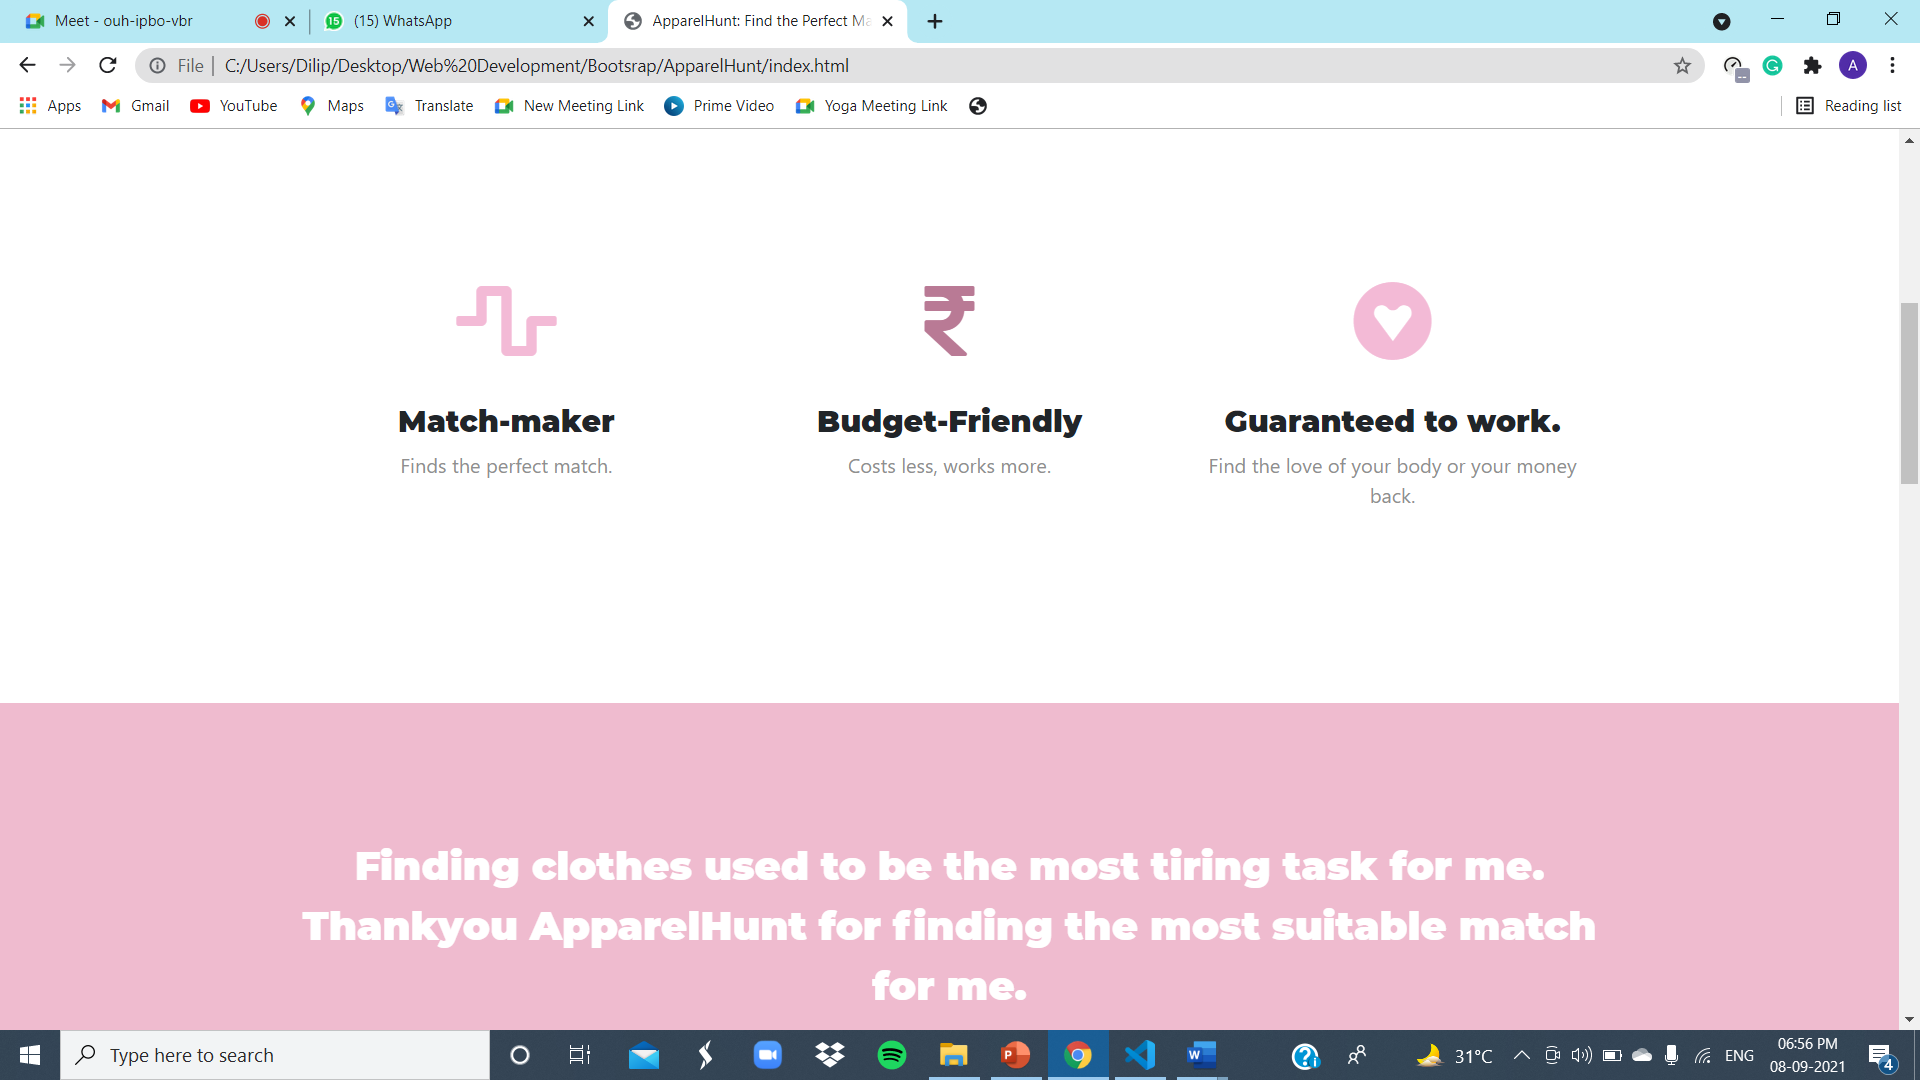 Meet - ouh-ipbo-vbr
15
(15) WhatsApp
ApparelHunt: Find the Perfect Ma
File
C:/Users/Dilip/Desktop/Web%20Development/Bootsrap/ApparelHunt/index.html
A
Apps
Gmail
YouTube
Maps
Translate
New Meeting Link
Prime Video
Yoga Meeting Link
Reading list
₹
Match-maker
Finds the perfect match.
Budget-Friendly
Costs less, works more.
Guaranteed to work.
Find the love of your body or your money
back.
Finding clothes used to be the most tiring task for me.
Thankyou ApparelHunt for finding the most suitable match
for me.
Type here to search
31°C
ENG
06:56 PM
08-09-2021
4